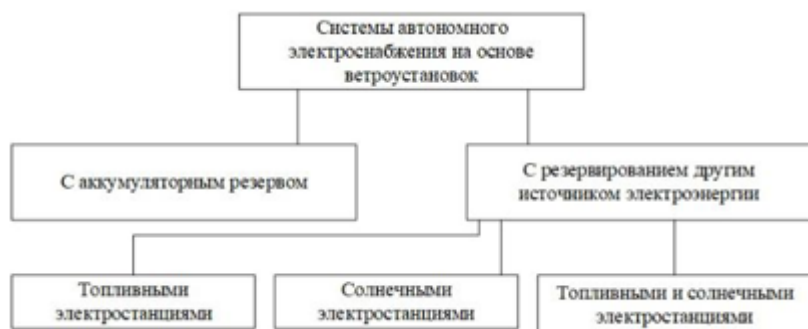 Системы автономного
электроснабжения на основе
ветроустановок
С аккумуляторным резервом
С резервированием другим
источником электроэнергии
Топливными
электростанциями
Солнечными
электростанциями
Топливными и солнечными
электростанциями